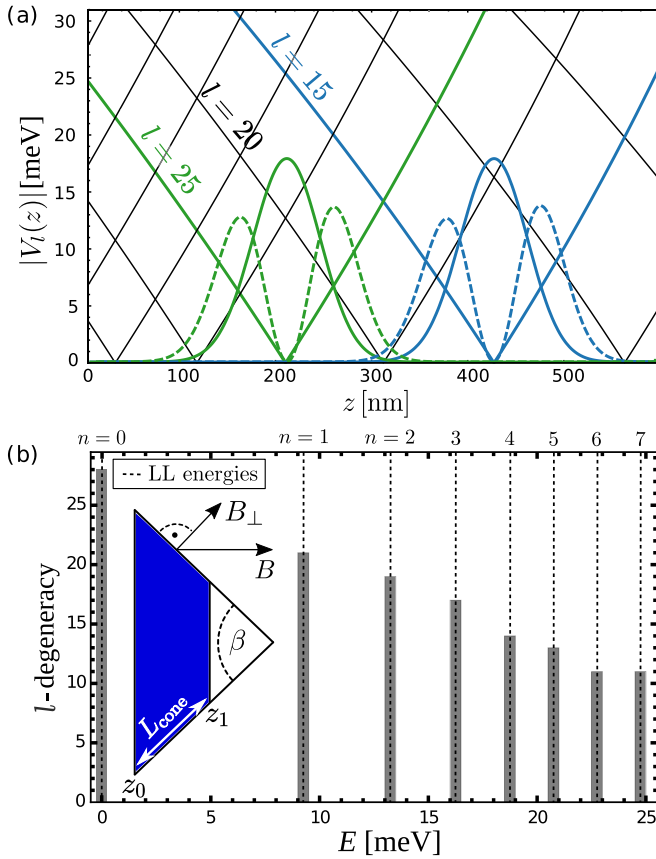 (a)
|V_l(z)| [meV]
30
25
20
15
10
5
0
l = 25
l = 20
l = 15
0
100
200
300
400
500
z [nm]
(b)
n = 0
n = 1
n = 2
3
4
5
6
7
LL energies
l-degeneracy
25
20
15
10
5
0
B_⊥
B
β
L_cone
z_1
z_0
0
5
10
15
20
25
E [meV]